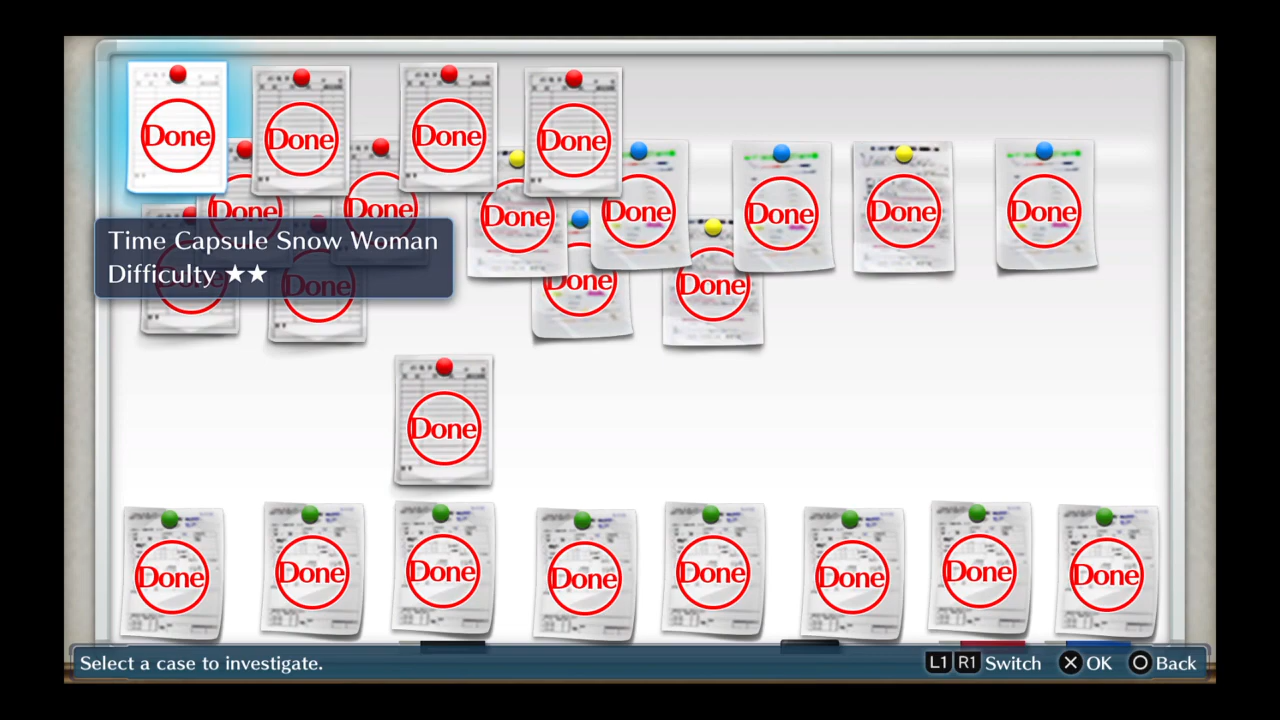 Done
Done
Done
Done
Done
Done
Done
Done
Done
Done
Done
Time Capsule Snow Woman
Difficulty ★★
Done
Done
Done
Done
Done
Done
Done
Done
Done
Done
Done
Done
Done
Select a case to investigate.
L1 R1 Switch X OK O Back